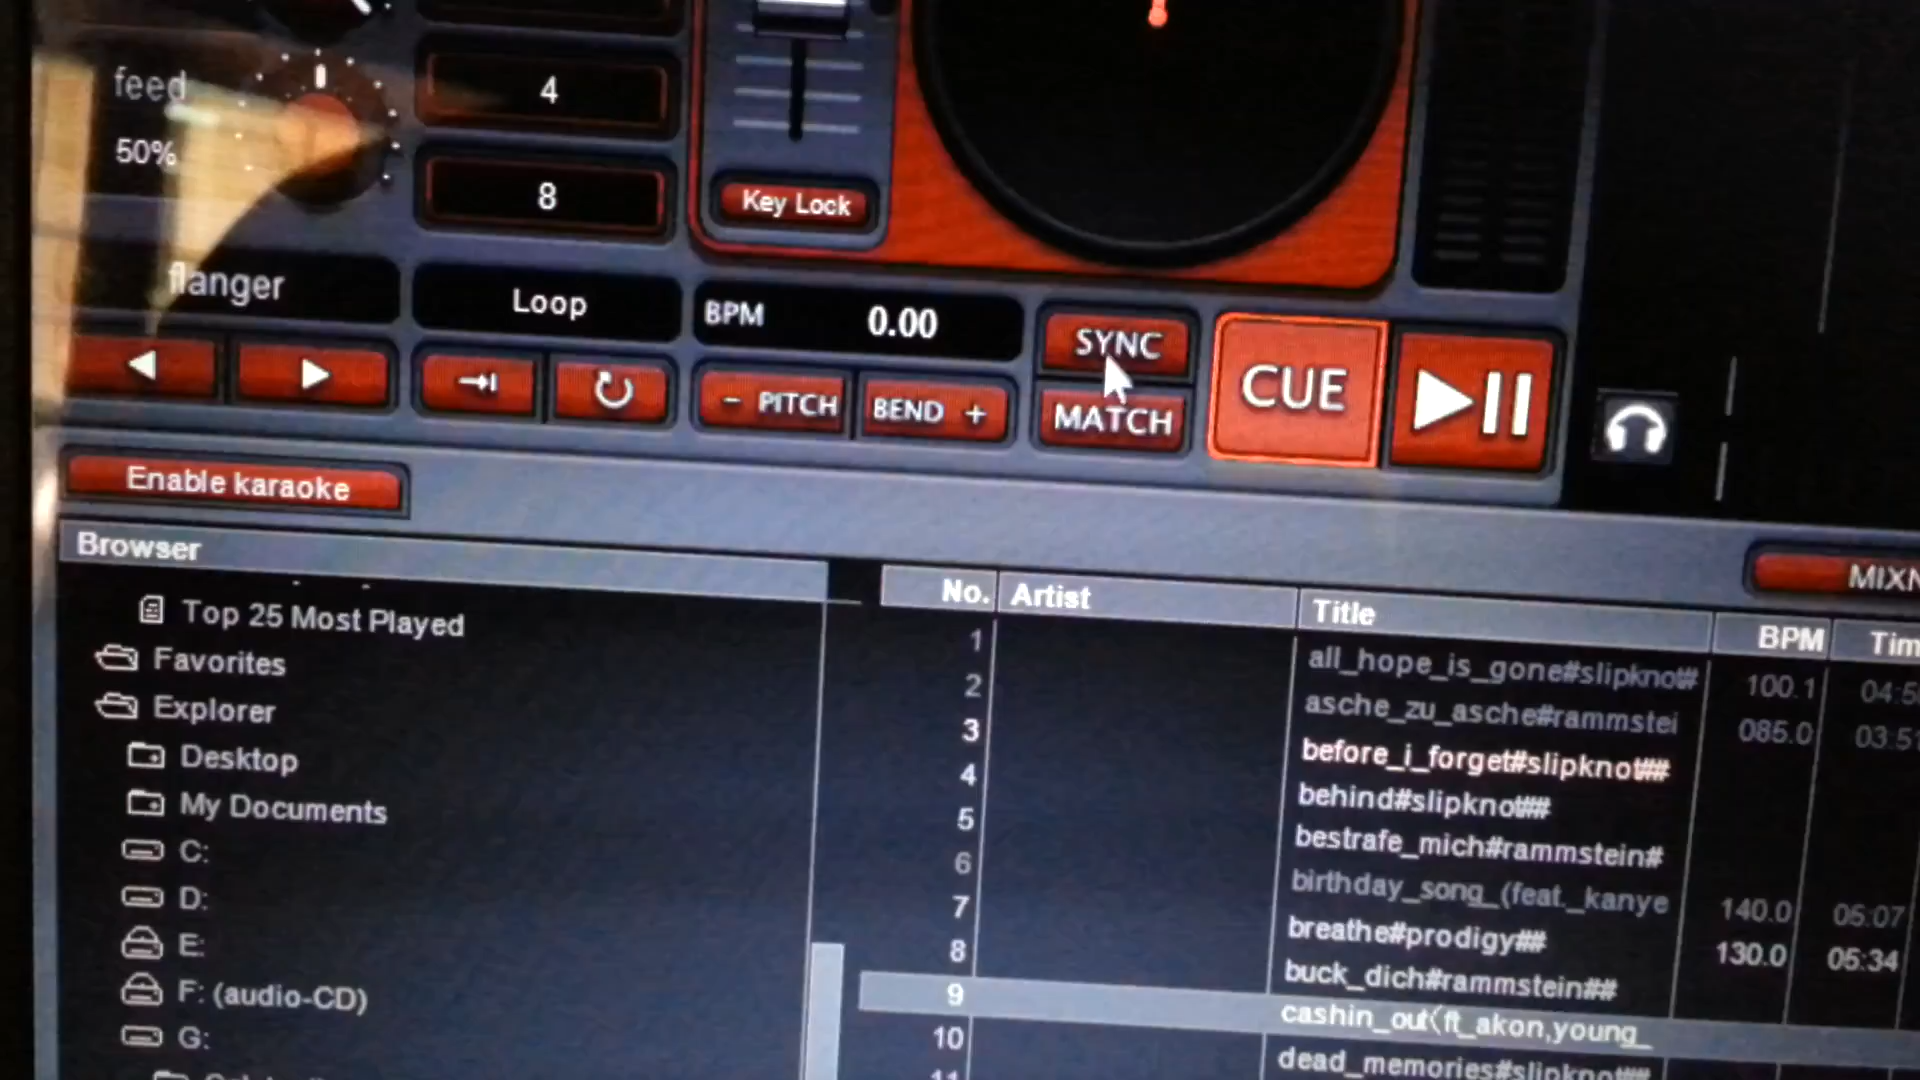 feed
4
50%
8
Key Lock
flanger
Loop
BPM 0.00
SYNC
CUE
− PITCH
BEND +
MATCH
Enable karaoke
Browser
No. Artist Title BPM
Top 25 Most Played
Favorites
Explorer
Desktop
My Documents
C:
D:
E:
F: (audio-CD)
G:
1 all_hope_is_gone#slipknot# 100.1
2 asche_zu_asche#rammstei 085.0 03:51
3 before_i_forget#slipknot##
4 behind#slipknot##
5 bestrafe_mich#rammstein#
6 birthday_song_(feat._kanye 140.0 05:07
7 breathe#prodigy## 130.0 05:34
8 buck_dich#rammstein##
9 cashin_out(ft_akon,young_
10 dead_memories#slipknot##
11